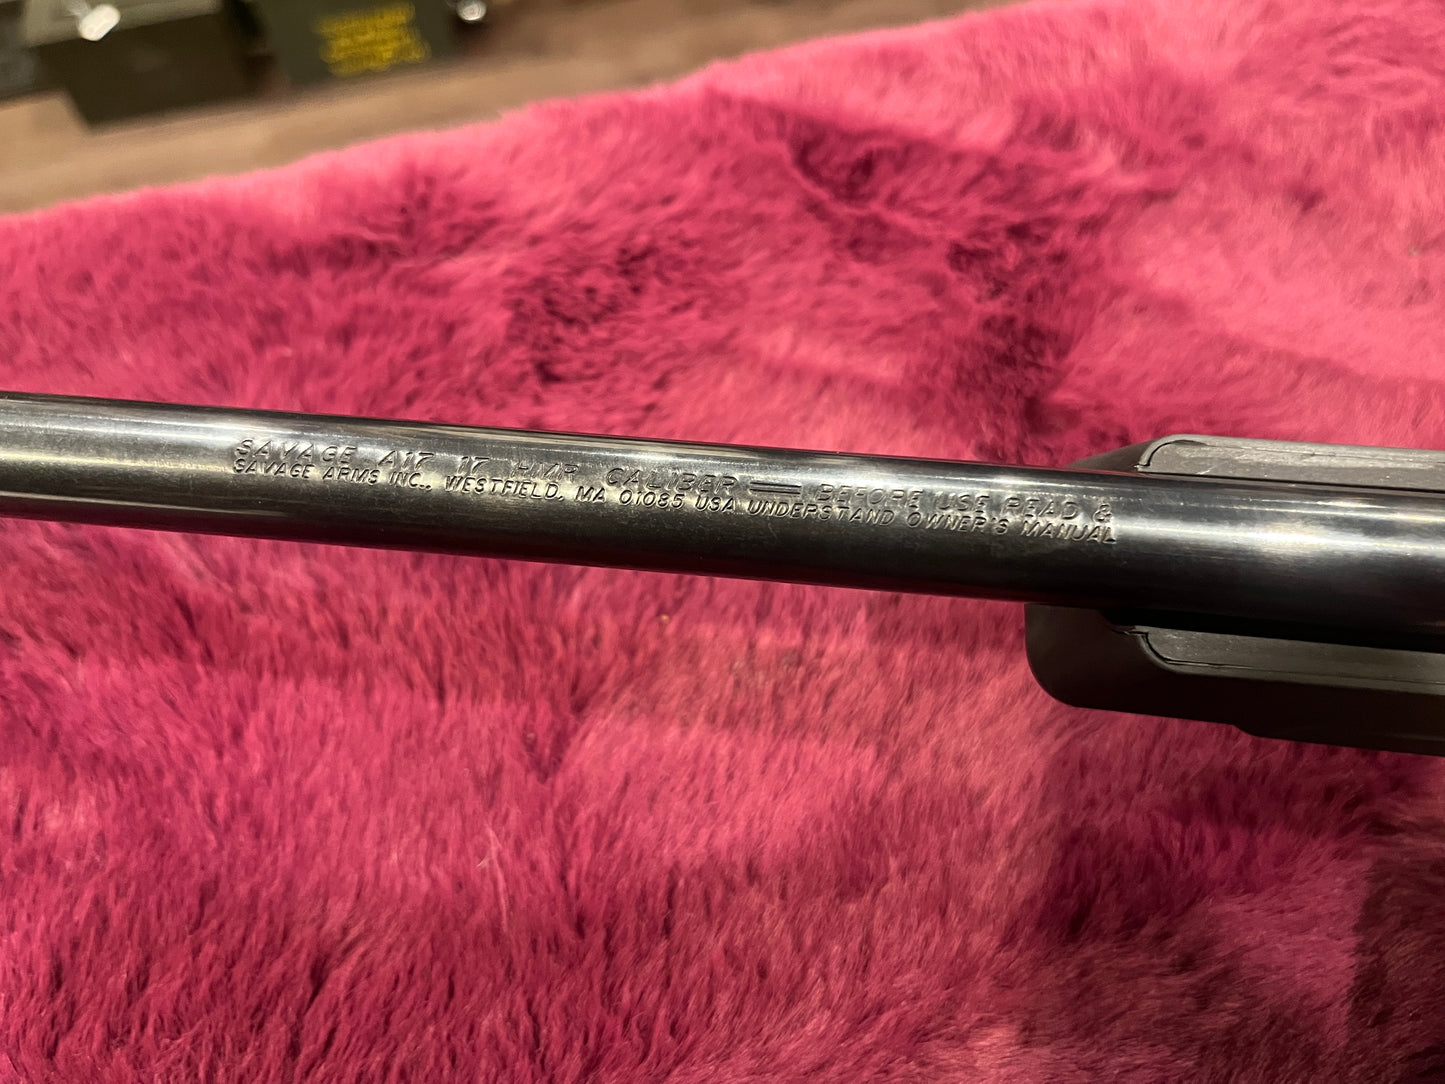 SAVAGE A17 17 HMR CALIBER — BEFORE USE READ &
SAVAGE ARMS INC., WESTFIELD, MA 01085 USA UNDERSTAND OWNER'S MANUAL